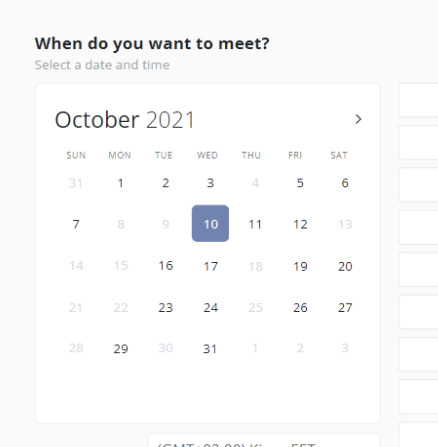 When do you want to meet?
Select a date and time
October 2021
SUN MON TUE WED THU FRI SAT
31 1 2 3 4 5 6
7 8 9 10 11 12 13
14 15 16 17 18 19 20
21 22 23 24 25 26 27
28 29 30 31 1 2 3